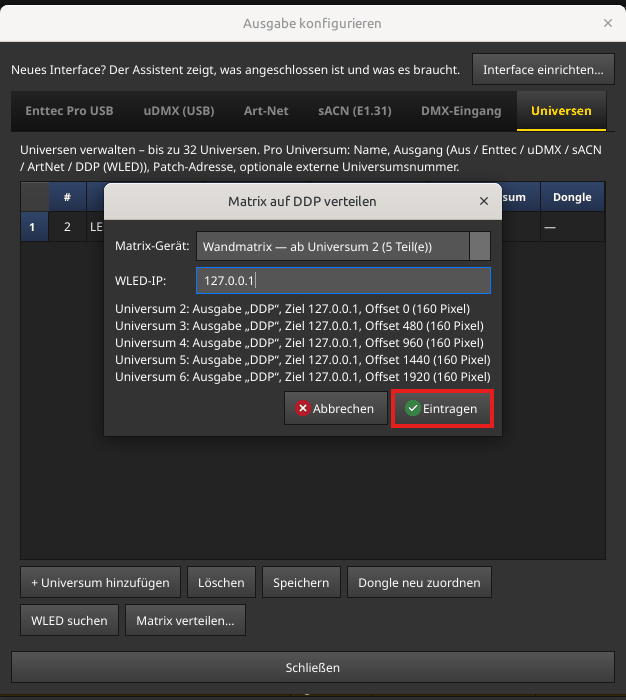 Ausgabe konfigurieren
Neues Interface? Der Assistent zeigt, was angeschlossen ist und was es braucht.
Interface einrichten...
Enttec Pro USB
uDMX (USB)
Art-Net
sACN (E1.31)
DMX-Eingang
Universen
Universen verwalten – bis zu 32 Universen. Pro Universum: Name, Ausgang (Aus / Enttec / uDMX / sACN
/ ArtNet / DDP (WLED)), Patch-Adresse, optionale externe Universumsnummer.
#
sum
Dongle
1
2
LE
—
Matrix auf DDP verteilen
Matrix-Gerät:
Wandmatrix — ab Universum 2 (5 Teil(e))
WLED-IP:
127.0.0.1
Universum 2: Ausgabe „DDP“, Ziel 127.0.0.1, Offset 0 (160 Pixel)
Universum 3: Ausgabe „DDP“, Ziel 127.0.0.1, Offset 480 (160 Pixel)
Universum 4: Ausgabe „DDP“, Ziel 127.0.0.1, Offset 960 (160 Pixel)
Universum 5: Ausgabe „DDP“, Ziel 127.0.0.1, Offset 1440 (160 Pixel)
Universum 6: Ausgabe „DDP“, Ziel 127.0.0.1, Offset 1920 (160 Pixel)
Abbrechen
Eintragen
+ Universum hinzufügen
Löschen
Speichern
Dongle neu zuordnen
WLED suchen
Matrix verteilen...
Schließen